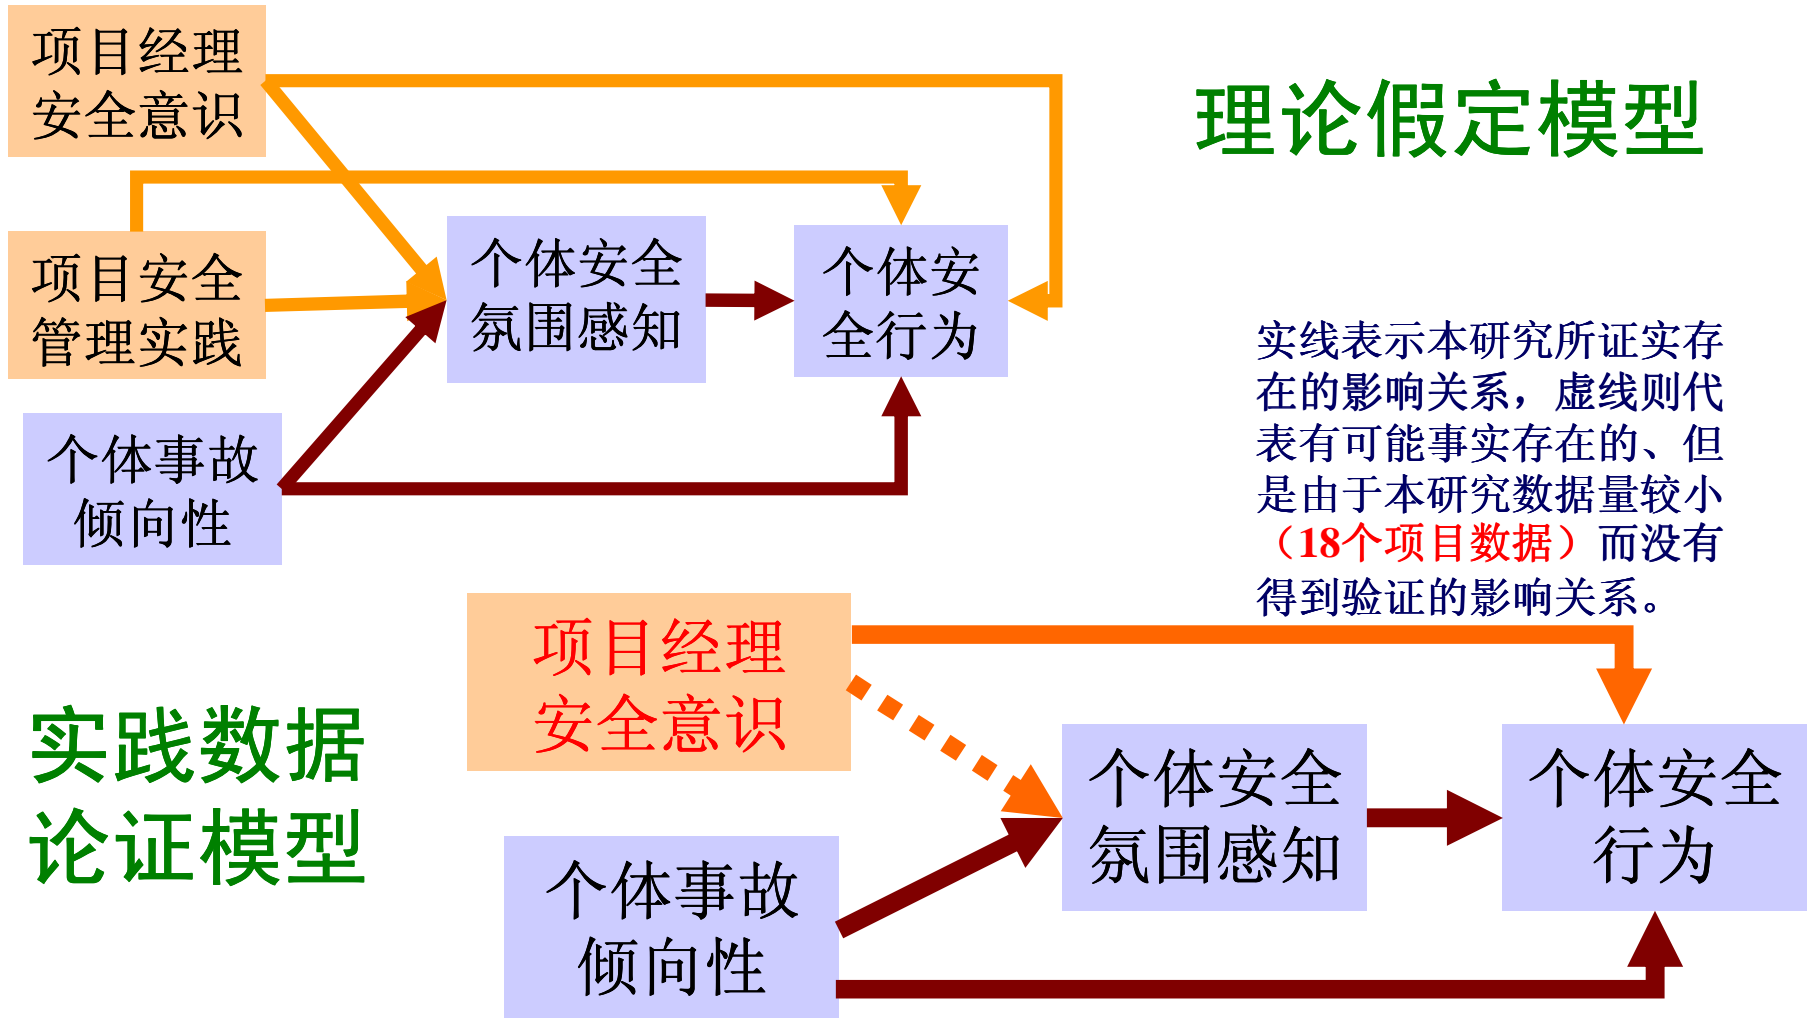 项目经理
安全意识
理论假定模型
项目安全
管理实践
个体安全
氛围感知
个体安
全行为
个体事故
倾向性
实线表示本研究所证实存
在的影响关系，虚线则代
表有可能事实存在的、但
是由于本研究数据量较小
（18个项目数据）而没有
得到验证的影响关系。
实践数据
论证模型
项目经理
安全意识
个体安全
氛围感知
个体安全
行为
个体事故
倾向性